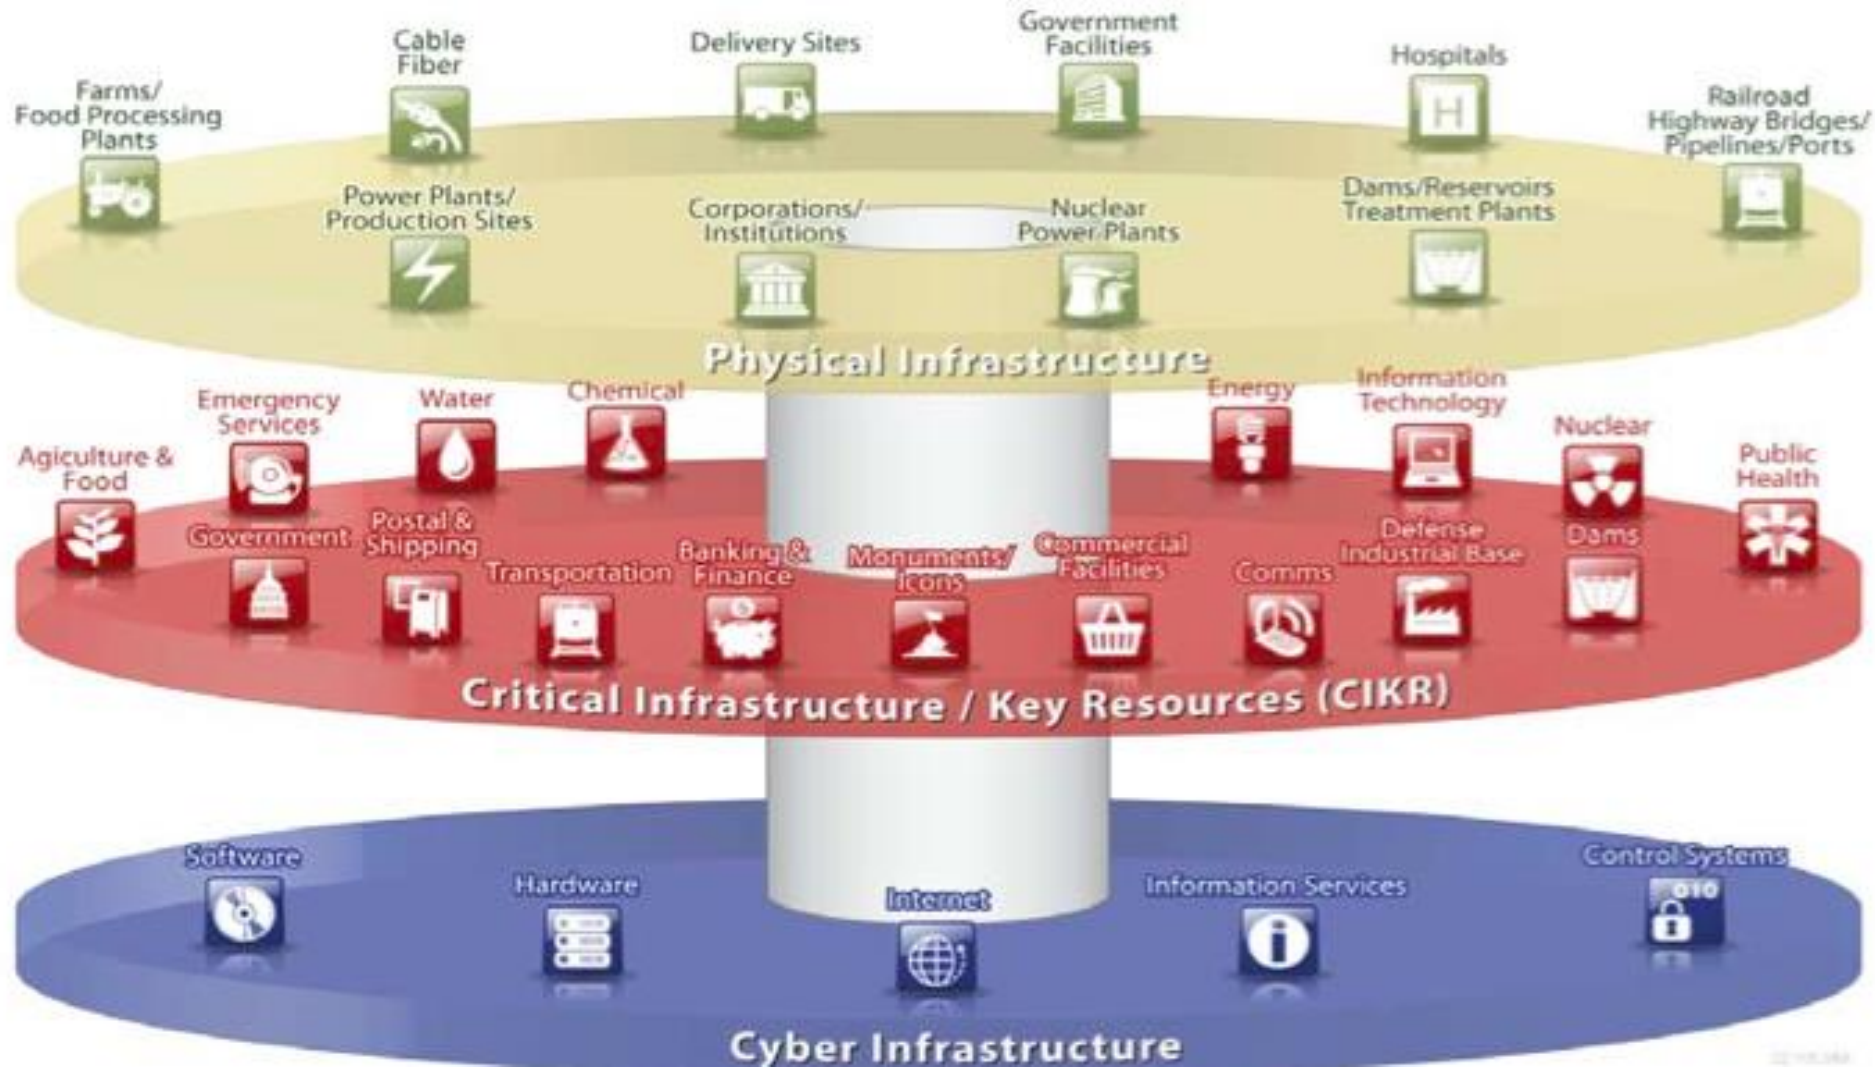 Farms/
Food Processing
Plants
Cable
Fiber
Delivery Sites
Government
Facilities
Hospitals
H
Railroad
Highway Bridges/
Pipelines/Ports
Power Plants/
Production Sites
Corporations/
Institutions
Nuclear
Power Plants
Dams/Reservoirs
Treatment Plants
Physical Infrastructure
Agiculture &
Food
Emergency
Services
Water
Chemical
Energy
Information
Technology
Nuclear
Public
Health
Government
Postal &
Shipping
Transportation
Banking &
Finance
Monuments/
Icons
Commercial
Facilities
Comms
Defense
Industrial Base
Dams
Critical Infrastructure / Key Resources (CIKR)
Software
Hardware
Internet
Information Services
i
Control Systems
010
Cyber Infrastructure